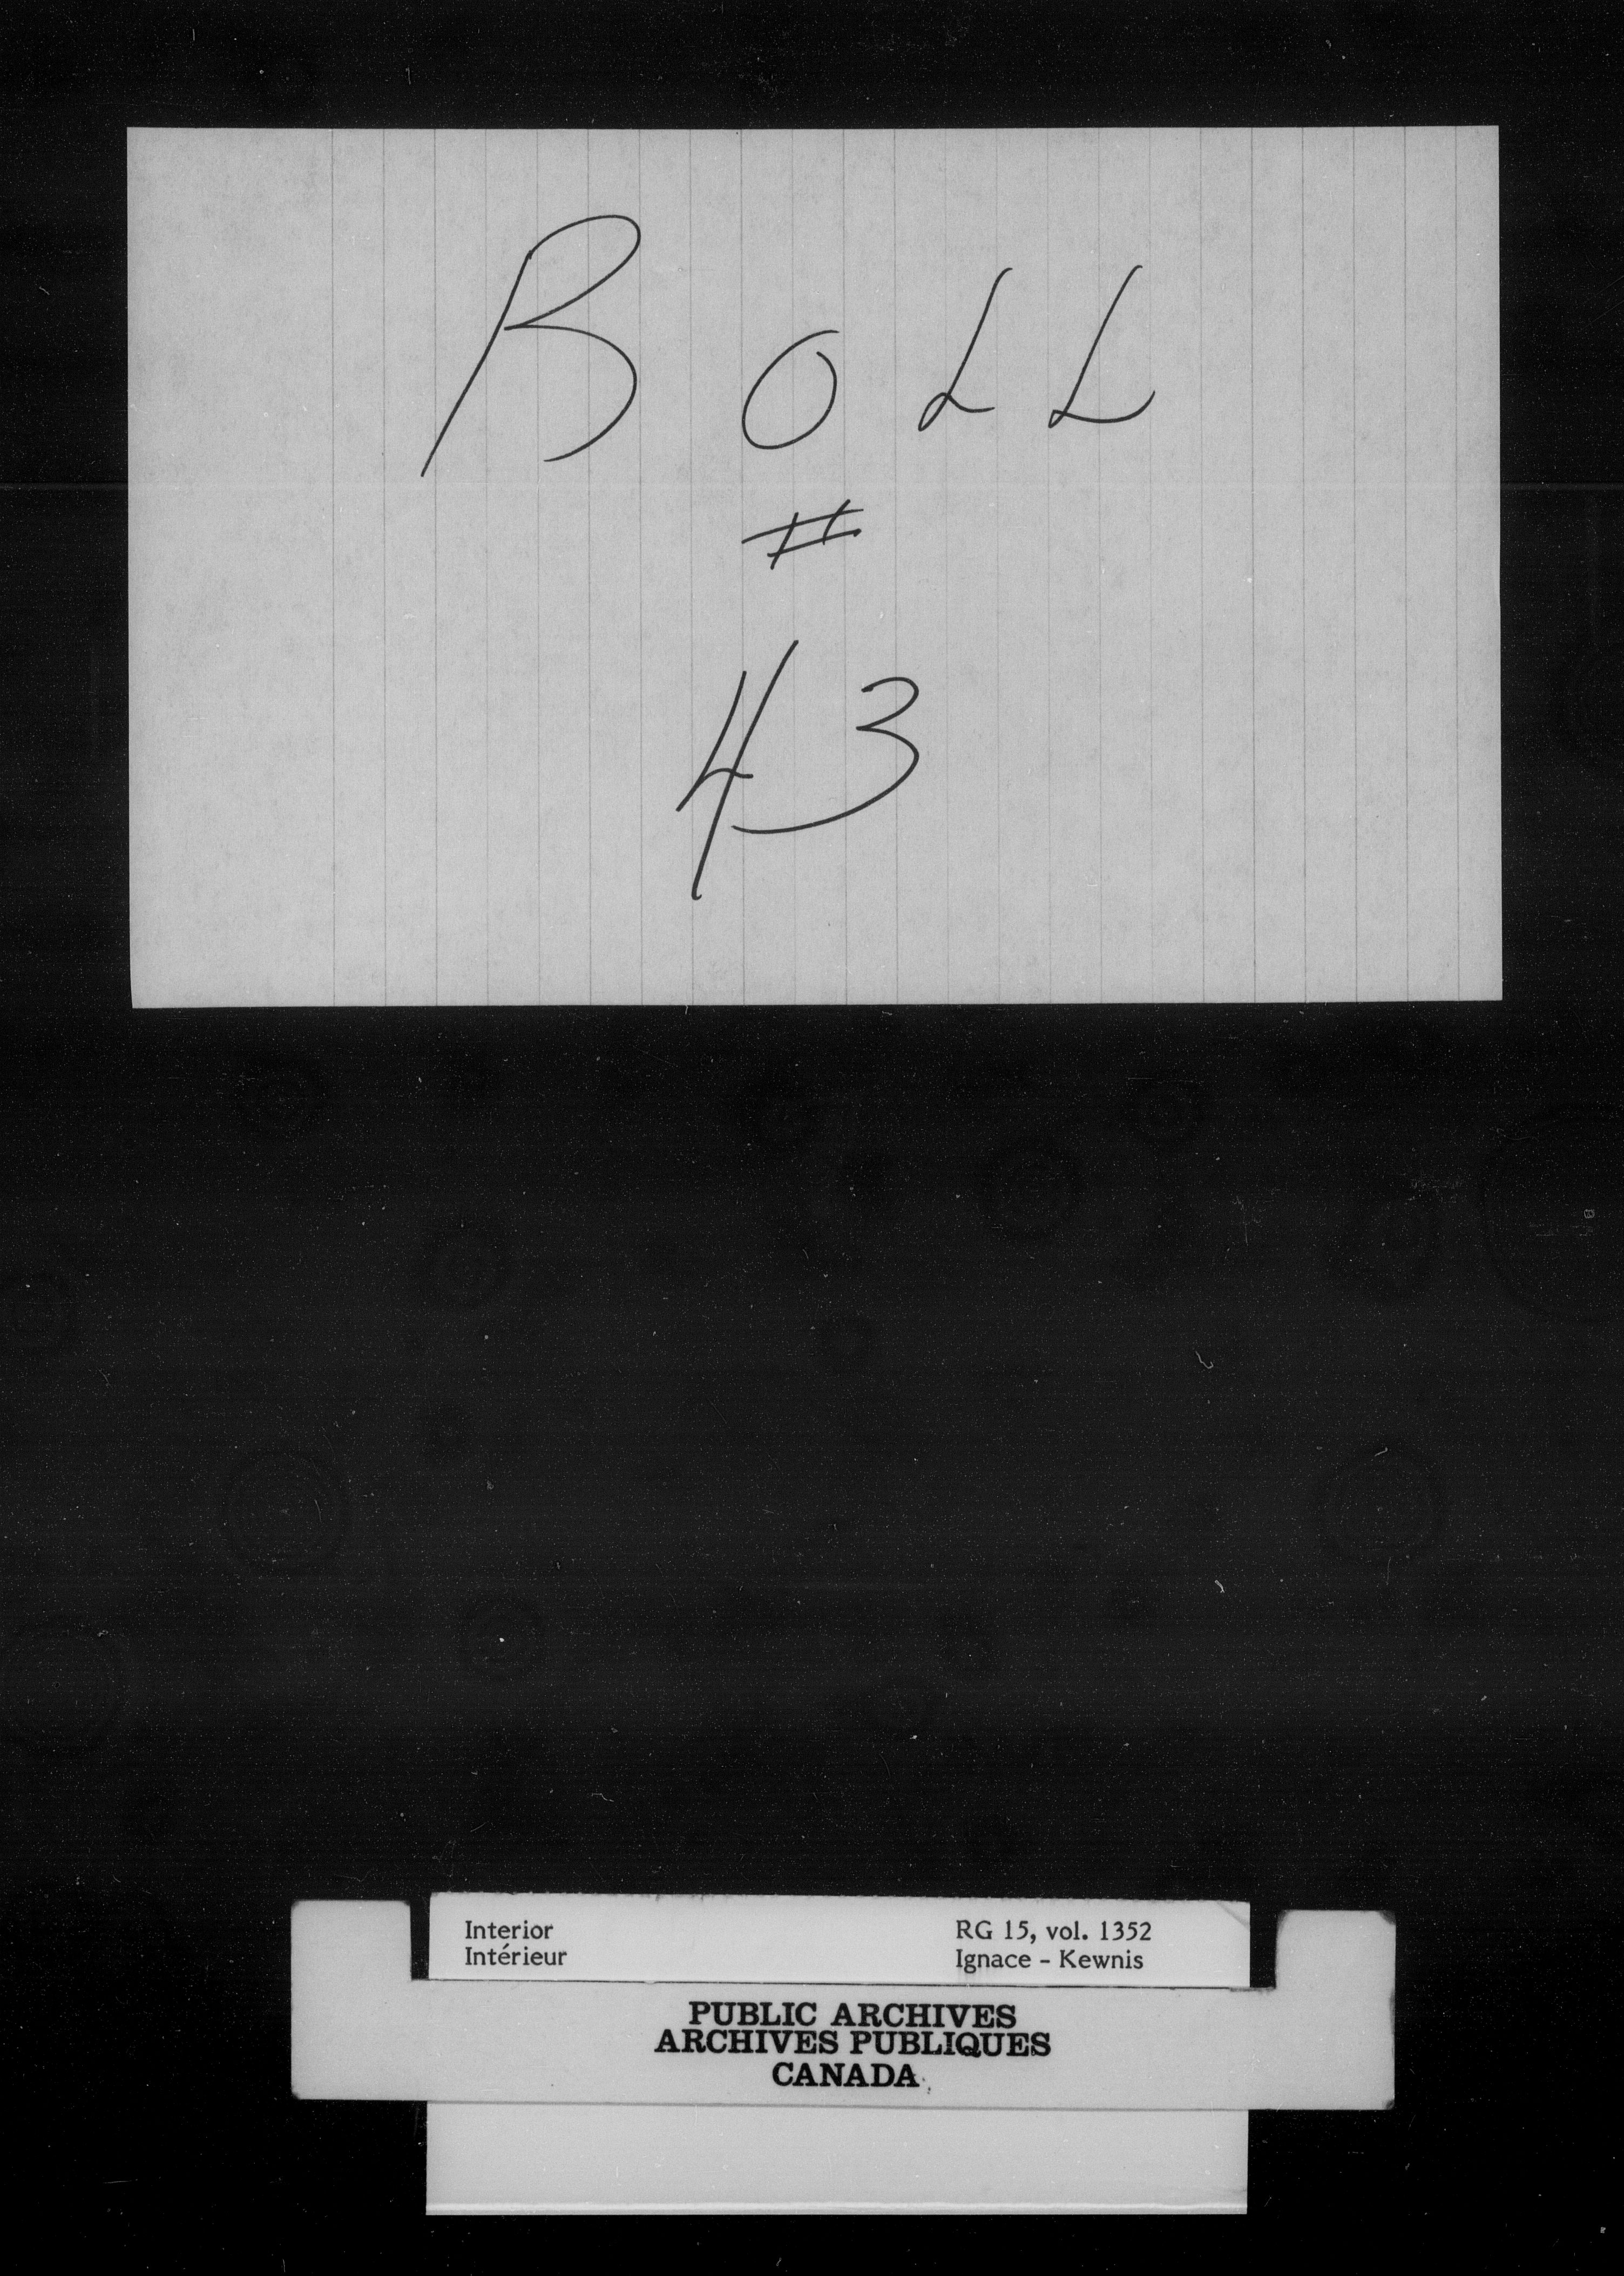 ROLL
#
43
Interior RG 15, vol. 1352
Intérieur Ignace - Kewnis
PUBLIC ARCHIVES
ARCHIVES PUBLIQUES
CANADA